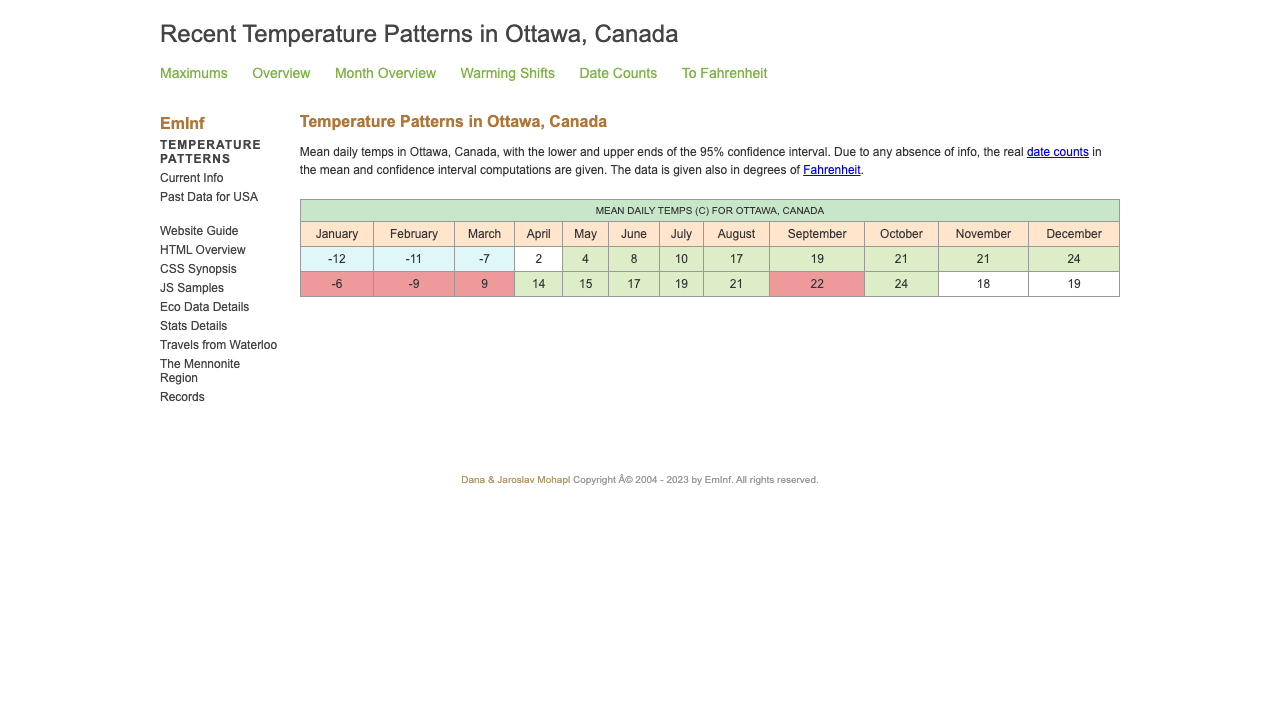 Recent Temperature Patterns in Ottawa, Canada
Maximums Overview Month Overview Warming Shifts Date Counts To Fahrenheit
EmInf
TEMPERATURE
PATTERNS
Current Info
Past Data for USA
Website Guide
HTML Overview
CSS Synopsis
JS Samples
Eco Data Details
Stats Details
Travels from Waterloo
The Mennonite
Region
Records
Temperature Patterns in Ottawa, Canada
Mean daily temps in Ottawa, Canada, with the lower and upper ends of the 95% confidence interval. Due to any absence of info, the real date counts in
the mean and confidence interval computations are given. The data is given also in degrees of Fahrenheit.
MEAN DAILY TEMPS (C) FOR OTTAWA, CANADA
January February March April May June July August September October November December
-12 -11 -7 2 4 8 10 17 19 21 21 24
-6 -9 9 14 15 17 19 21 22 24 18 19
Dana & Jaroslav Mohapl Copyright Â© 2004 - 2023 by EmInf. All rights reserved.